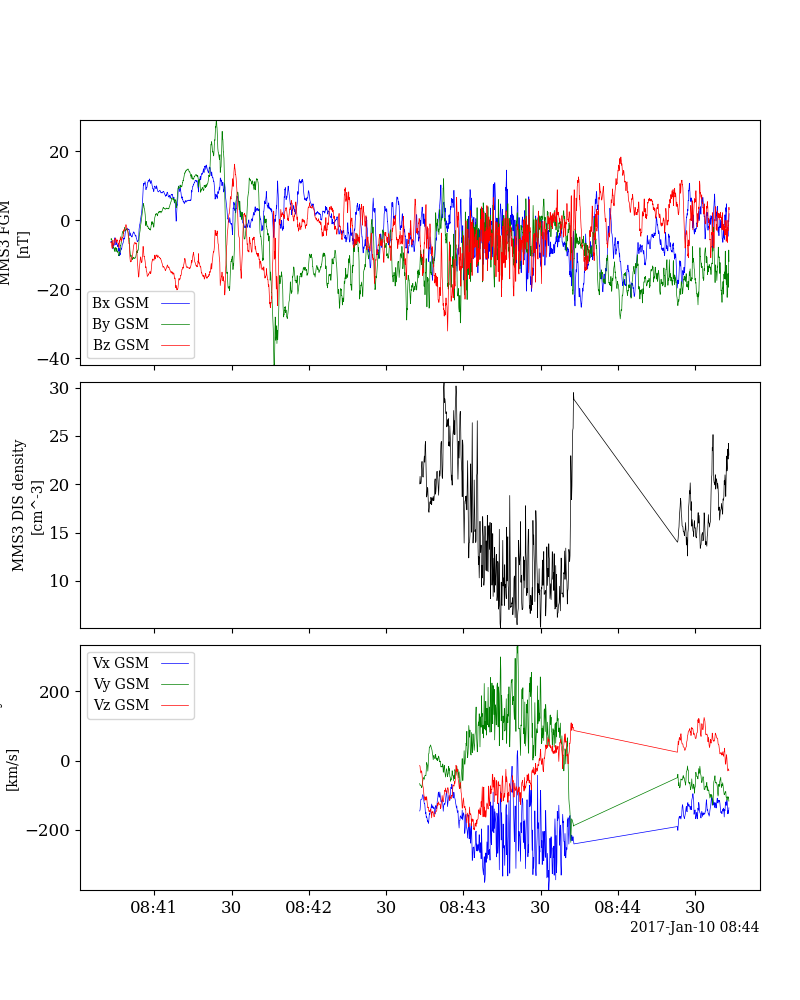 MMS3 FGM
[nT]
20
0
−20
−40
Bx GSM
By GSM
Bz GSM
MMS3 DIS density
[cm^-3]
30
25
20
15
10
[km/s]
200
0
−200
Vx GSM
Vy GSM
Vz GSM
08:41
30
08:42
30
08:43
30
08:44
30
2017-Jan-10 08:44